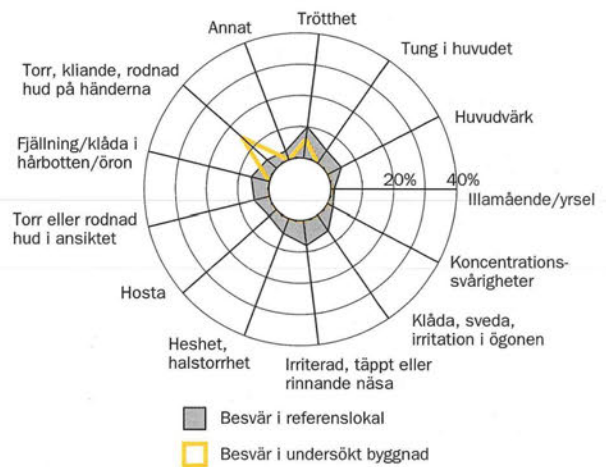 Trötthet
Annat
Tung i huvudet
Torr, kliande, rodnad
hud på händerna
Huvudvärk
Fjällning/klåda i
hårbotten/öron
20%
40%
Illamående/yrsel
Torr eller rodnad
hud i ansiktet
Koncentrations-
svårigheter
Hosta
Klåda, sveda,
irritation i ögonen
Heshet,
halstorrhet
Irriterad, täppt eller
rinnande näsa
Besvär i referenslokal
Besvär i undersökt byggnad